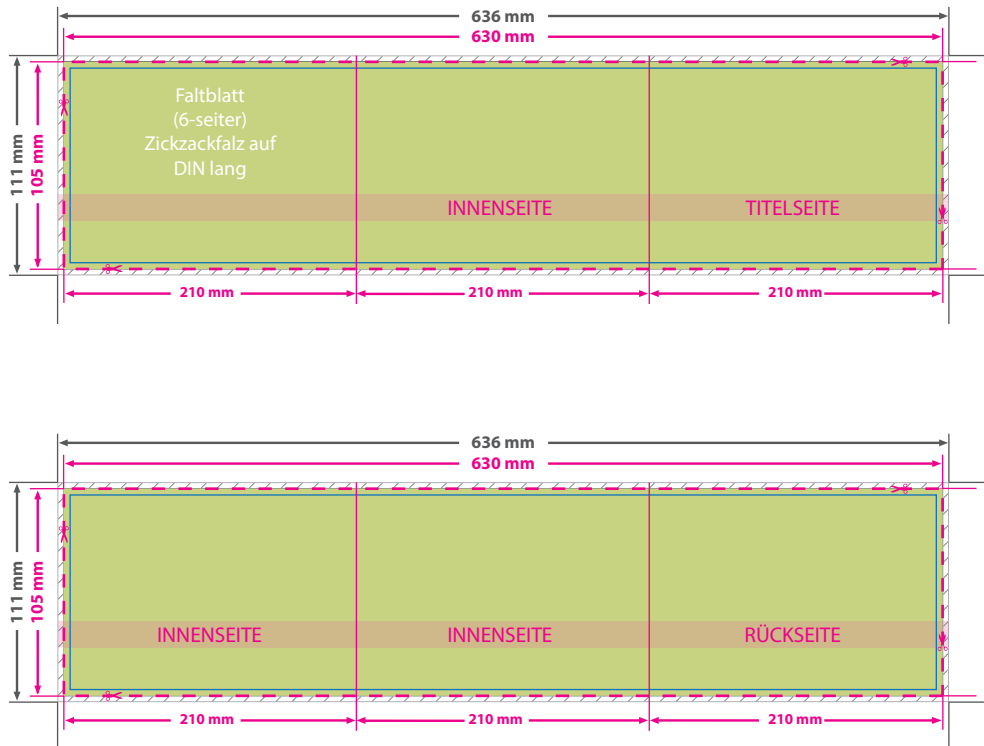 636 mm
630 mm
111 mm
105 mm
Faltblatt
(6-seiter)
Zickzackfalz auf
DIN lang
INNENSEITE TITELSEITE
210 mm 210 mm 210 mm
636 mm
630 mm
111 mm
105 mm
INNENSEITE INNENSEITE RÜCKSEITE
210 mm 210 mm 210 mm